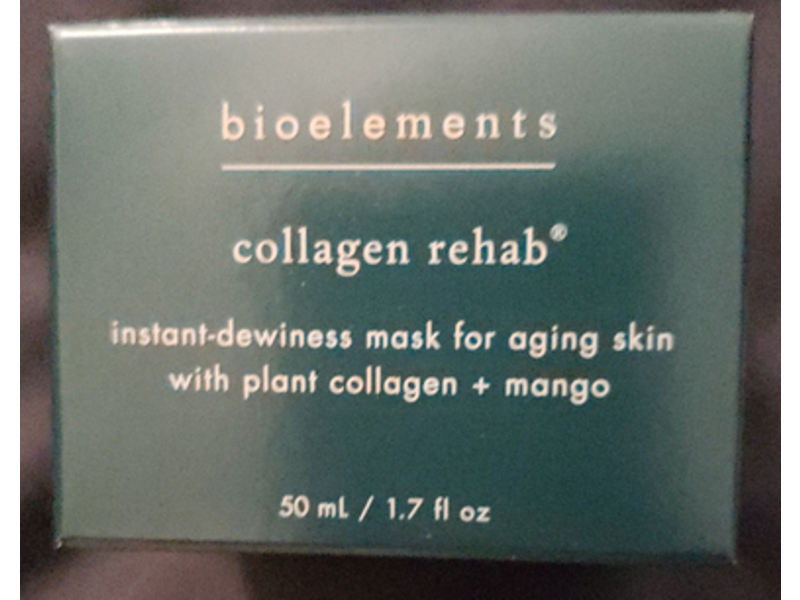 bioelements
collagen rehab®
instant-dewiness mask for aging skin
with plant collagen + mango
50 mL / 1.7 fl oz